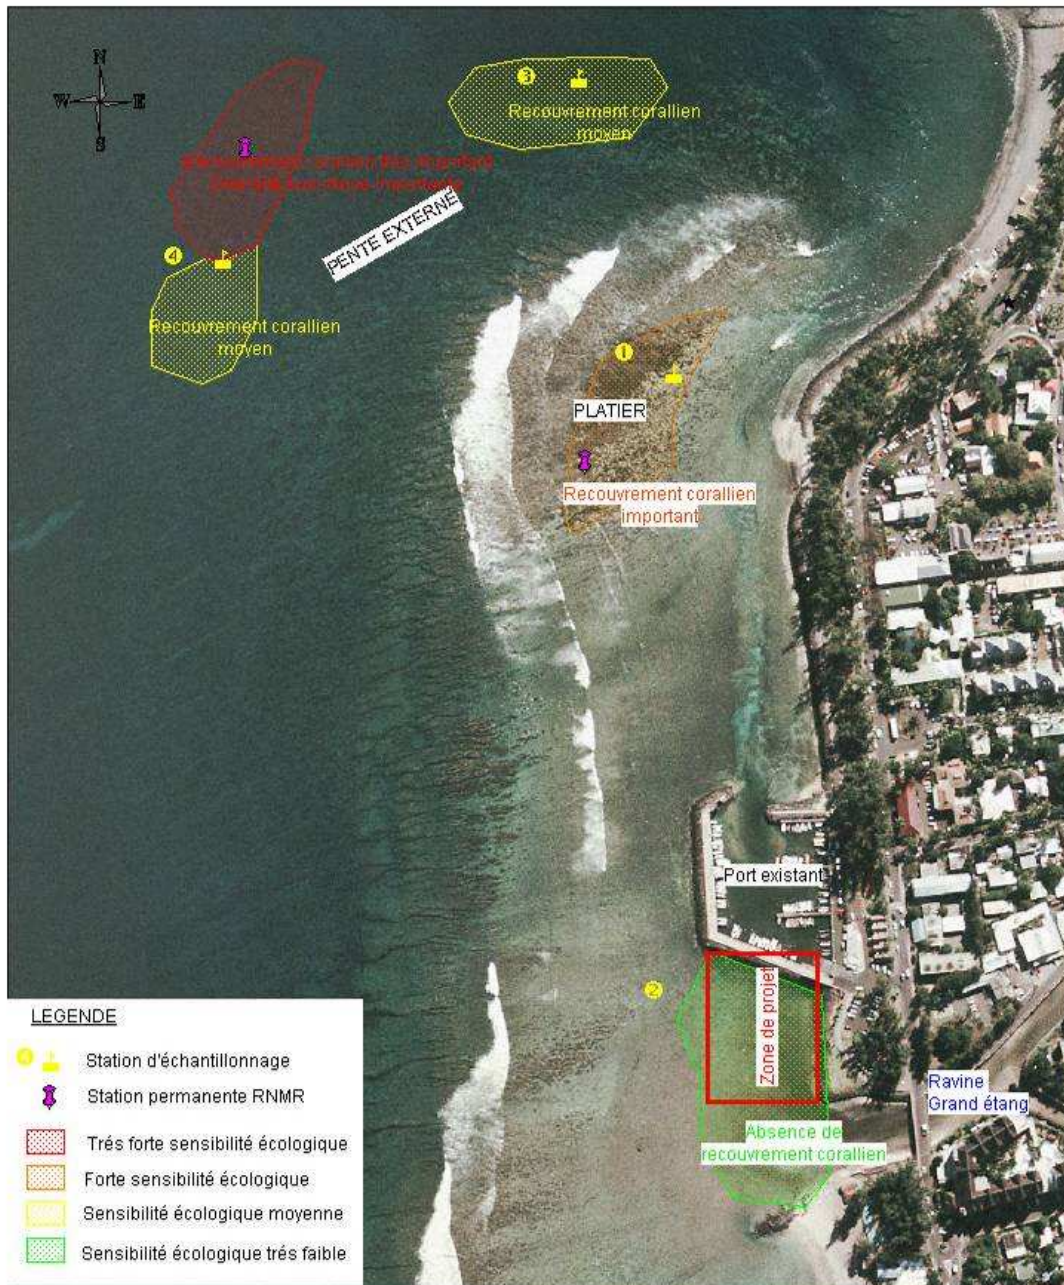 N
W E
S
3
Recouvrement corallien
moyen
PENTE EXTERNE
4
Recouvrement corallien
moyen
1
PLATIER
Recouvrement corallien
important
Port existant
2
Zone de projet
Ravine
Grand étang
Absence de
recouvrement corallien
LEGENDE
4 Station d'échantillonnage
Station permanente RNMR
Trés forte sensibilité écologique
Forte sensibilité écologique
Sensibilité écologique moyenne
Sensibilité écologique trés faible